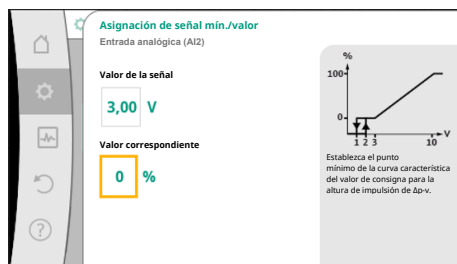 Asignación de señal mín./valor
Entrada analógica (AI2)
Valor de la señal
3,00 V
Valor correspondiente
0 %
%
100
0
1 2 3 10
V
Establezca el punto
mínimo de la curva característica
del valor de consigna para la
altura de impulsión de Δp-v.